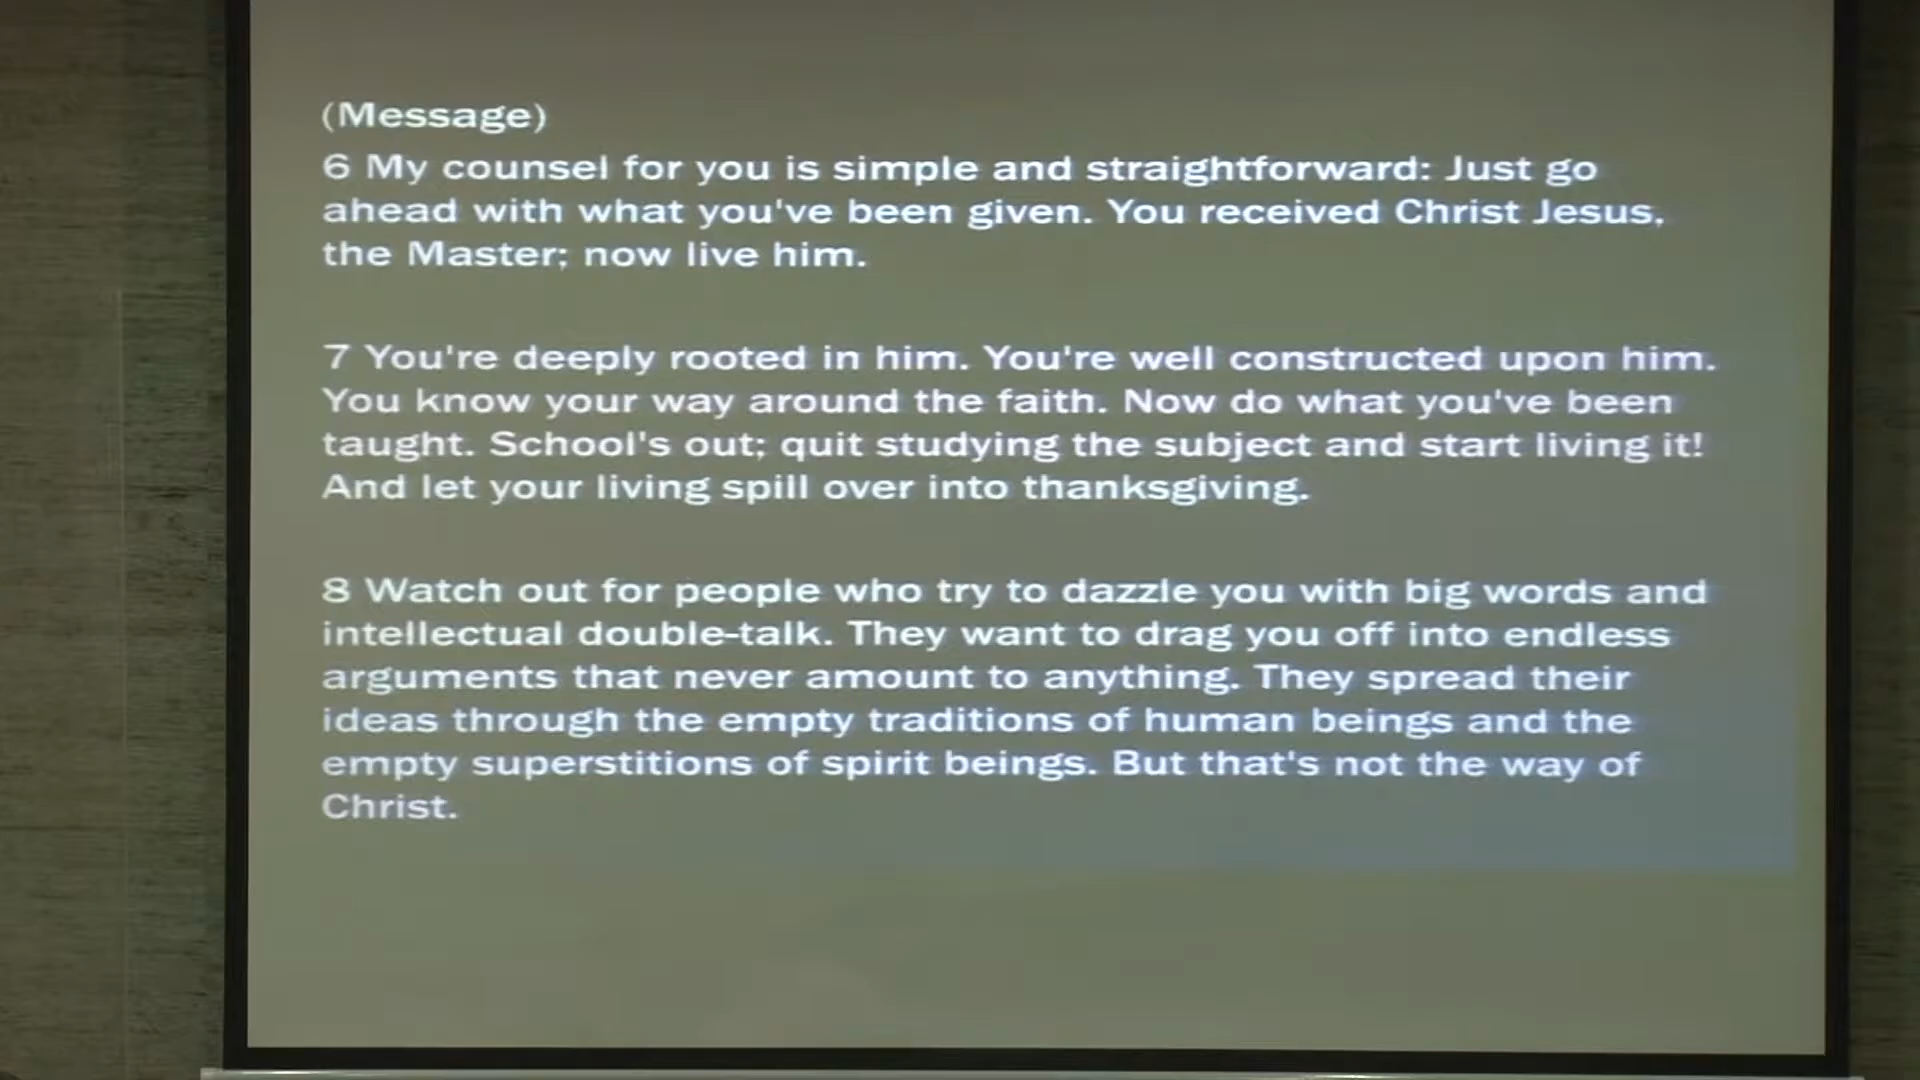 (Message)
6 My counsel for you is simple and straightforward: Just go
ahead with what you've been given. You received Christ Jesus,
the Master; now live him.
7 You're deeply rooted in him. You're well constructed upon him.
You know your way around the faith. Now do what you've been
taught. School's out; quit studying the subject and start living it!
And let your living spill over into thanksgiving.
8 Watch out for people who try to dazzle you with big words and
intellectual double-talk. They want to drag you off into endless
arguments that never amount to anything. They spread their
ideas through the empty traditions of human beings and the
empty superstitions of spirit beings. But that's not the way of
Christ.